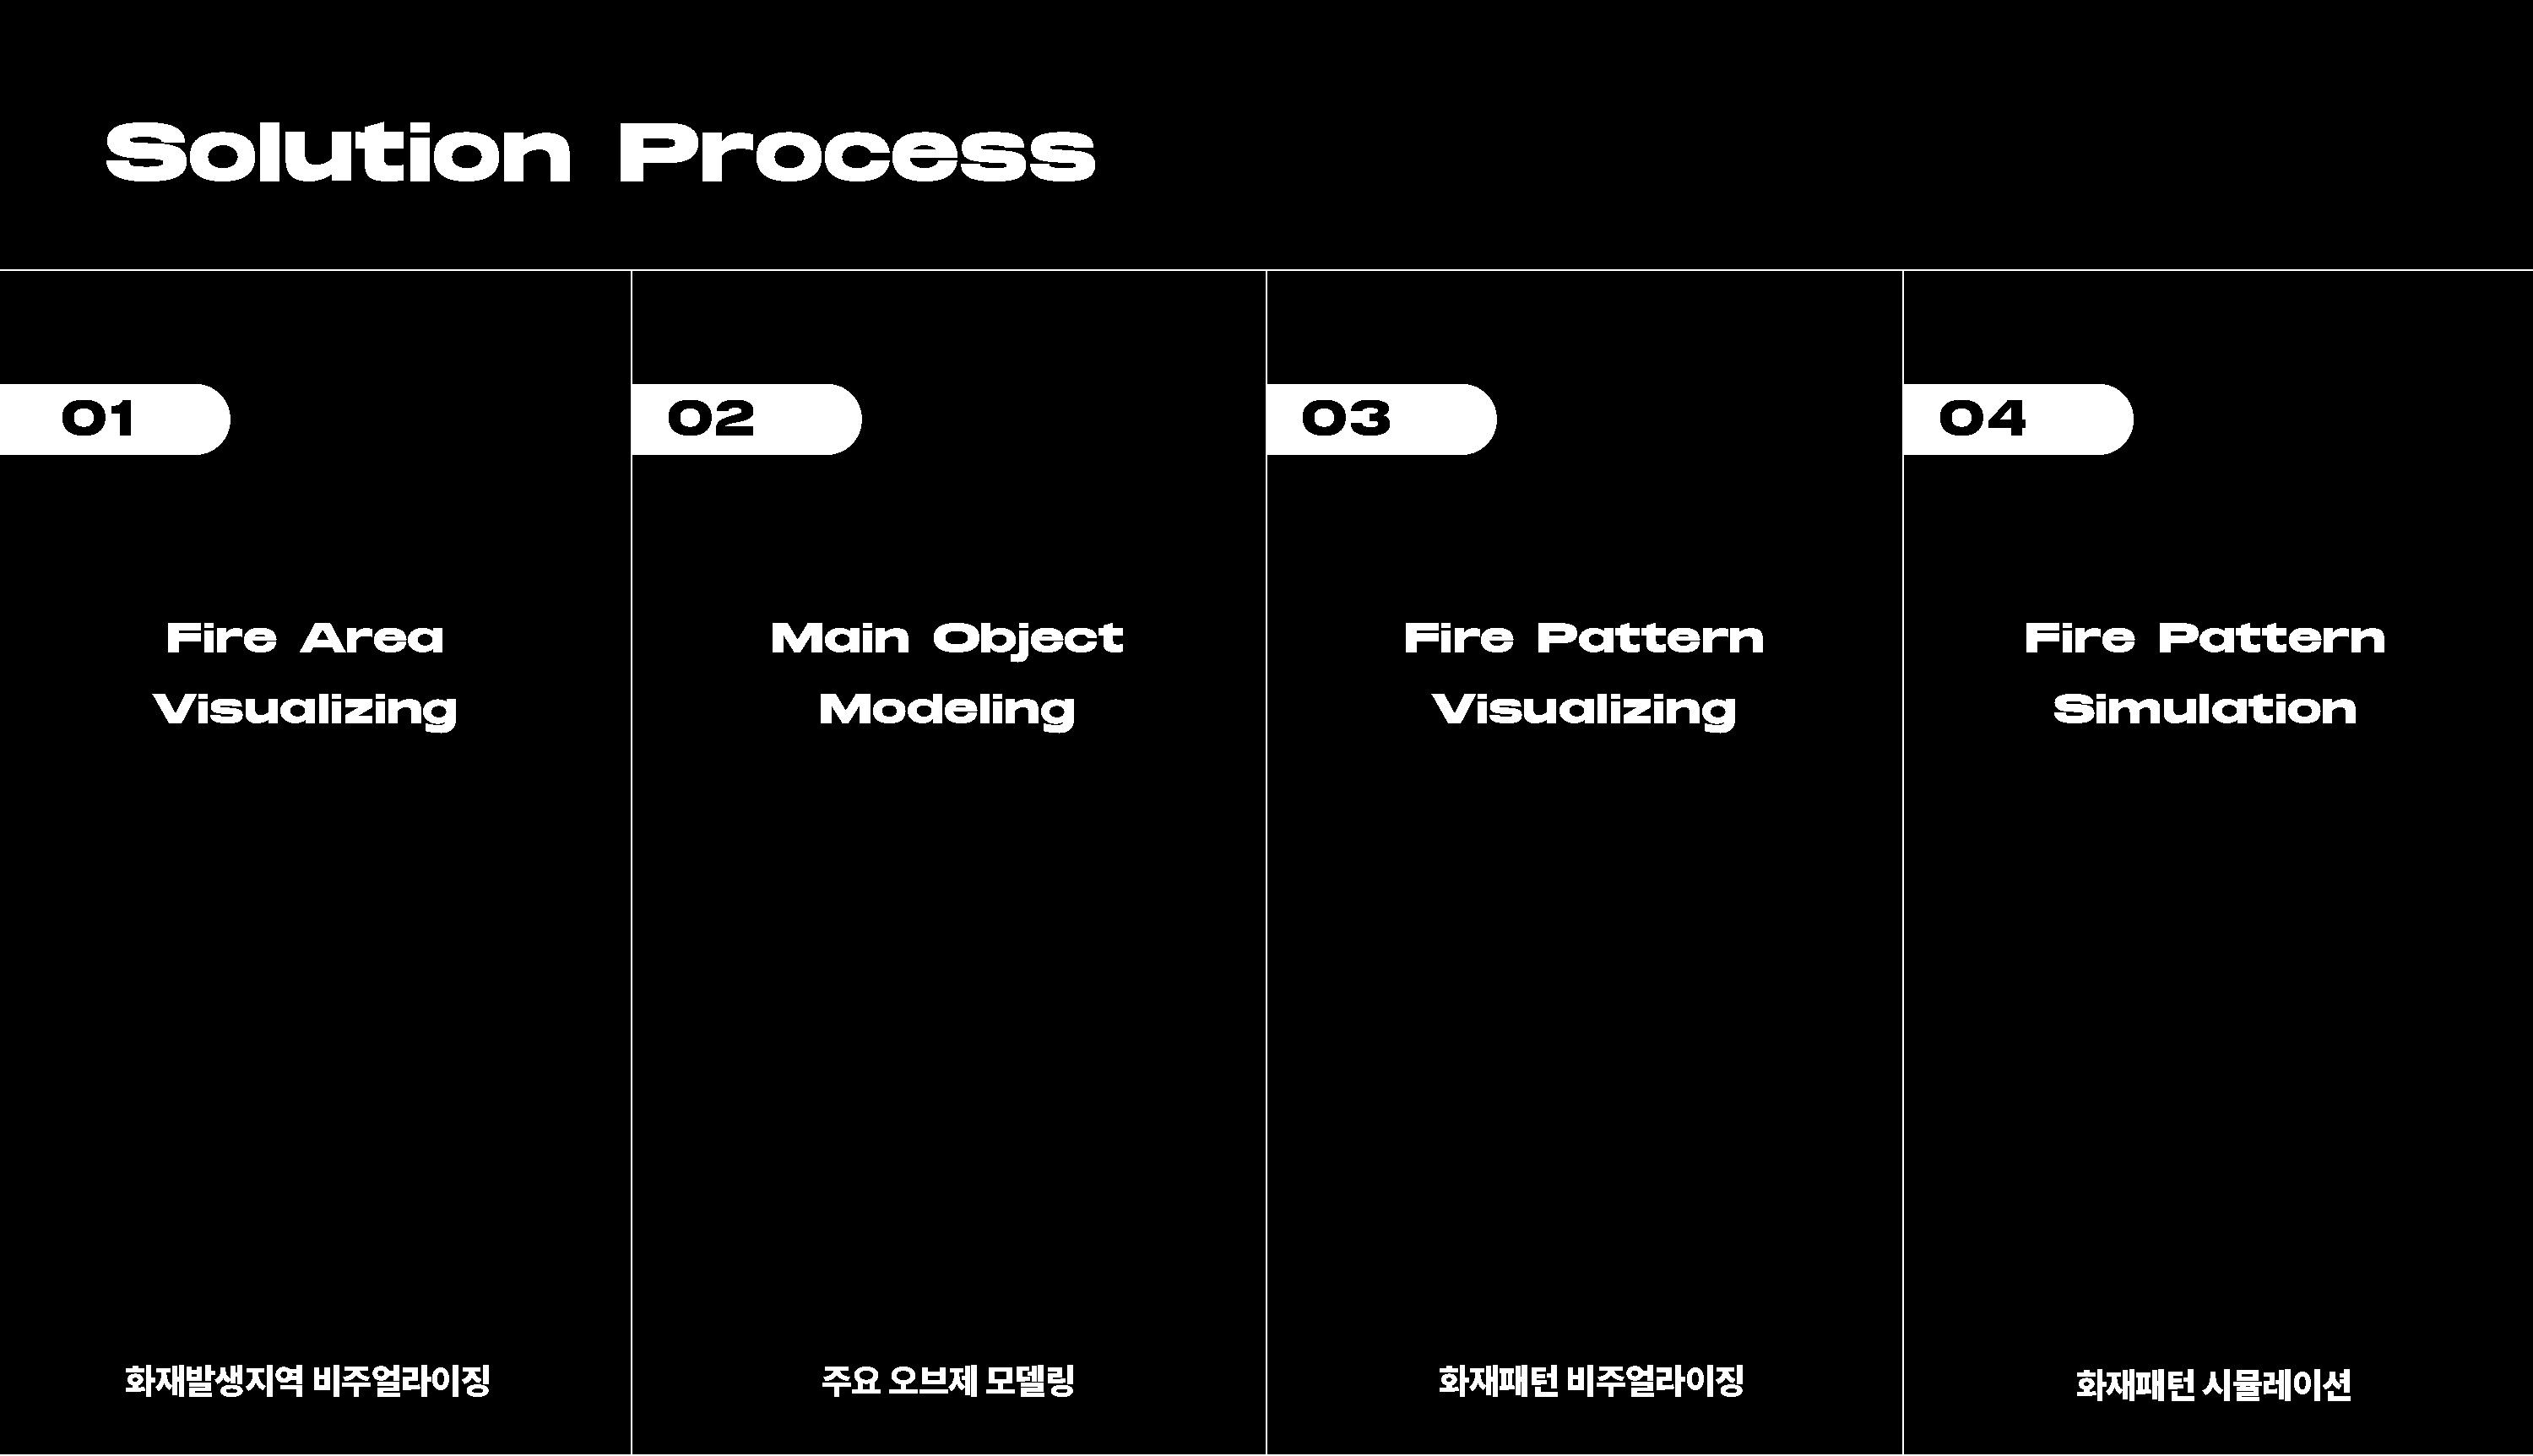 Solution Process
01
Fire Area
Visualizing
화재발생지역 비주얼라이징
02
Main Object
Modeling
주요 오브제 모델링
03
Fire Pattern
Visualizing
화재패턴 비주얼라이징
04
Fire Pattern
Simulation
화재패턴 시뮬레이션